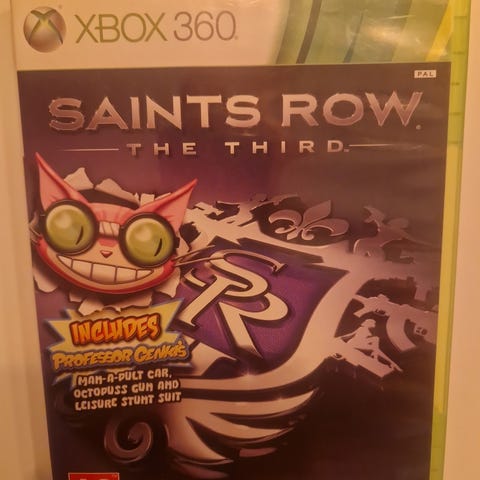 XBOX 360
PAL
SAINTS ROW
THE THIRD
SR
INCLUDES
PROFESSOR GENKI'S
MAN-A-PULT CAR,
OCTOPUSS GUN AND
LEISURE STUNT SUIT